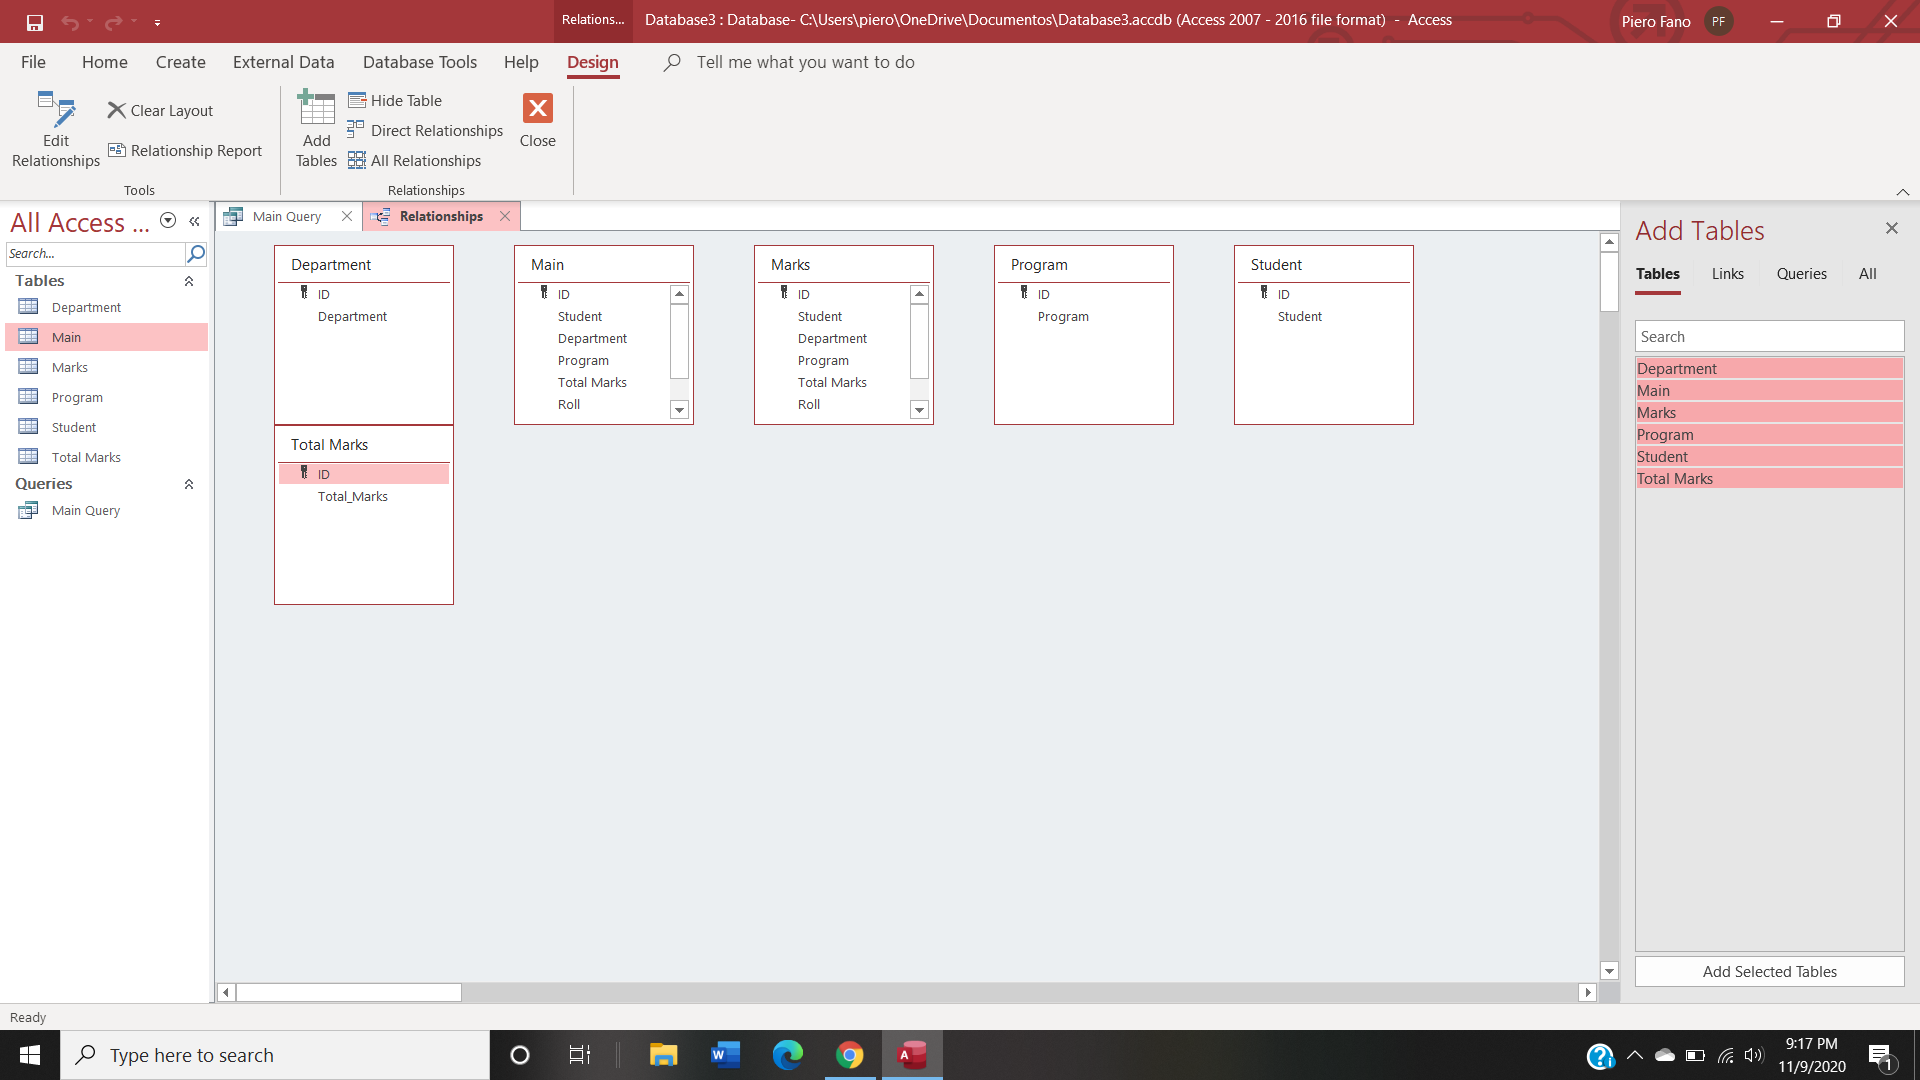 Relations...
Database3 : Database- C:\Users\piero\OneDrive\Documentos\Database3.accdb (Access 2007 - 2016 file format) - Access
Piero Fano
PF
File Home Create External Data Database Tools Help Design Tell me what you want to do
Edit Relationships
Clear Layout
Relationship Report
Tools
Add Tables
Hide Table
Direct Relationships
All Relationships
Close
Relationships
All Access ...
Search...
Tables
Department
Main
Marks
Program
Student
Total Marks
Queries
Main Query
Main Query
Relationships
Department
ID
Department
Main
ID
Student
Department
Program
Total Marks
Roll
Marks
ID
Student
Department
Program
Total Marks
Roll
Program
ID
Program
Student
ID
Student
Total Marks
ID
Total_Marks
Add Tables
Tables Links Queries All
Search
Department
Main
Marks
Program
Student
Total Marks
Add Selected Tables
Ready
Type here to search
W
A
?
9:17 PM
11/9/2020
1